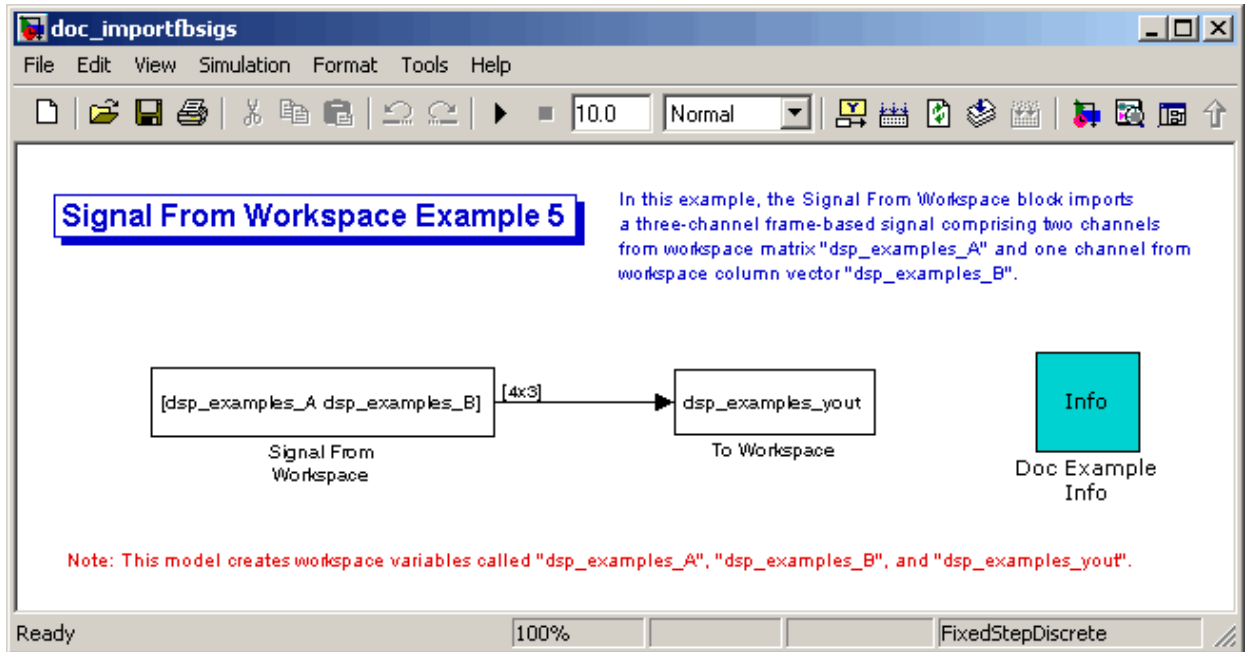 doc_importfbsigs
File Edit View Simulation Format Tools Help
10.0 Normal
Signal From Workspace Example 5
In this example, the Signal From Workspace block imports
a three-channel frame-based signal comprising two channels
from workspace matrix "dsp_examples_A" and one channel from
workspace column vector "dsp_examples_B".
[dsp_examples_A dsp_examples_B]
[4x3]
dsp_examples_yout
Info
Signal From
Workspace
To Workspace
Doc Example
Info
Note: This model creates workspace variables called "dsp_examples_A", "dsp_examples_B", and "dsp_examples_yout".
Ready 100% FixedStepDiscrete